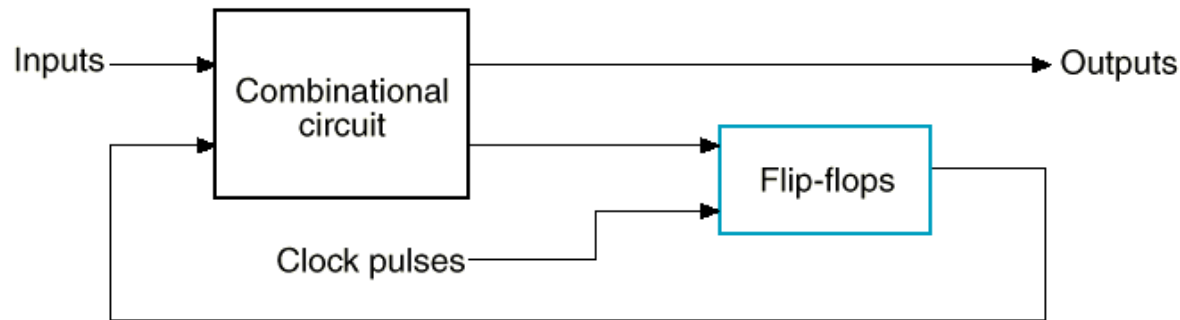 Inputs
Combinational
circuit
Outputs
Flip-flops
Clock pulses